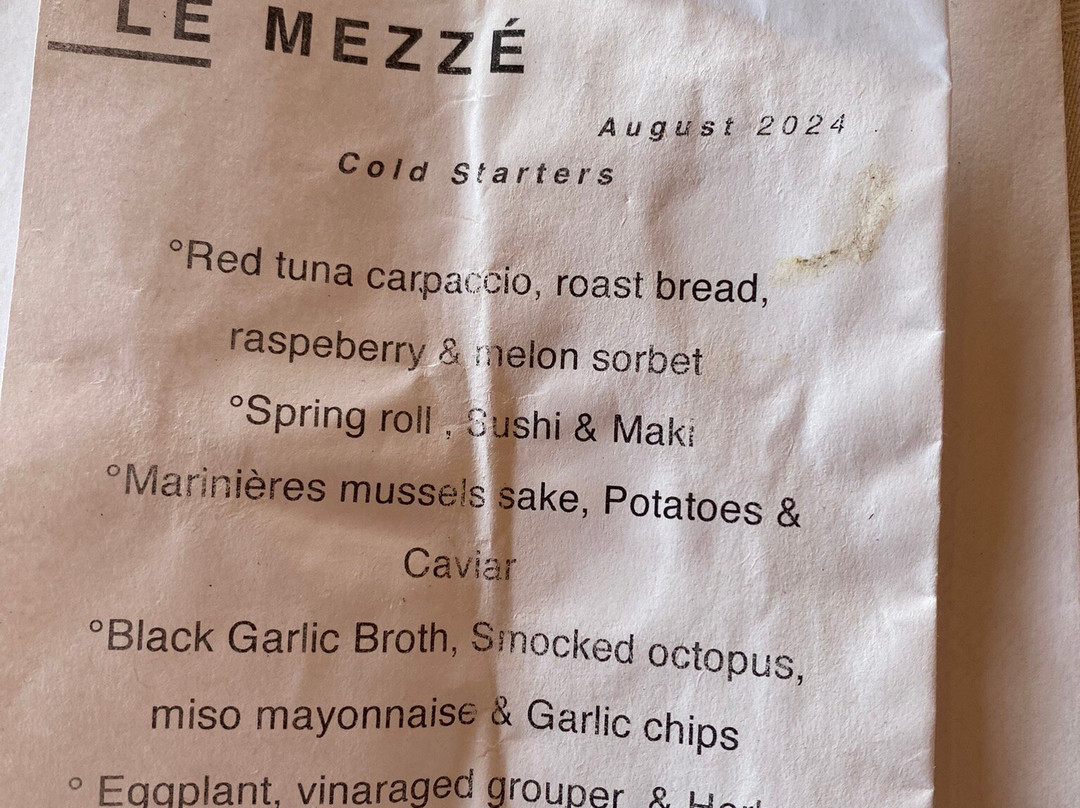 LE MEZZÉ
August 2024
Cold Starters
°Red tuna carpaccio, roast bread,
raspeberry & melon sorbet
°Spring roll , Sushi & Maki
°Marinières mussels sake, Potatoes &
Caviar
°Black Garlic Broth, Smocked octopus,
miso mayonnaise & Garlic chips
° Eggplant, vinaraged grouper &